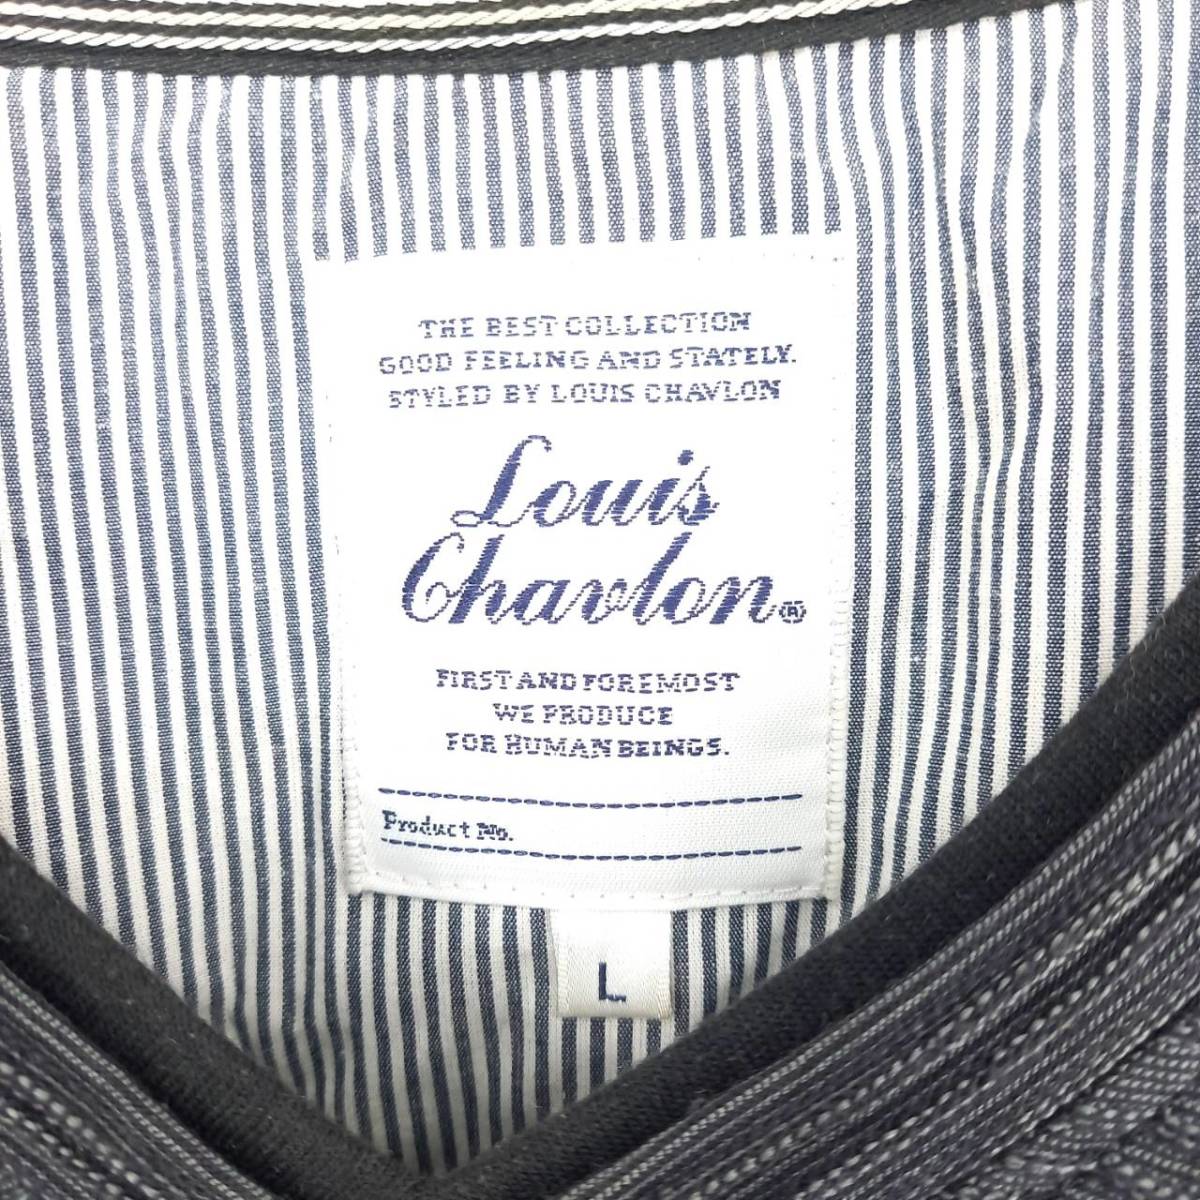 THE BEST COLLECTION
GOOD FEELING AND STATELY.
STYLED BY LOUIS CHAVLON
Louis
Chavlon®
FIRST AND FOREMOST
WE PRODUCE
FOR HUMAN BEINGS.
Product No.
L